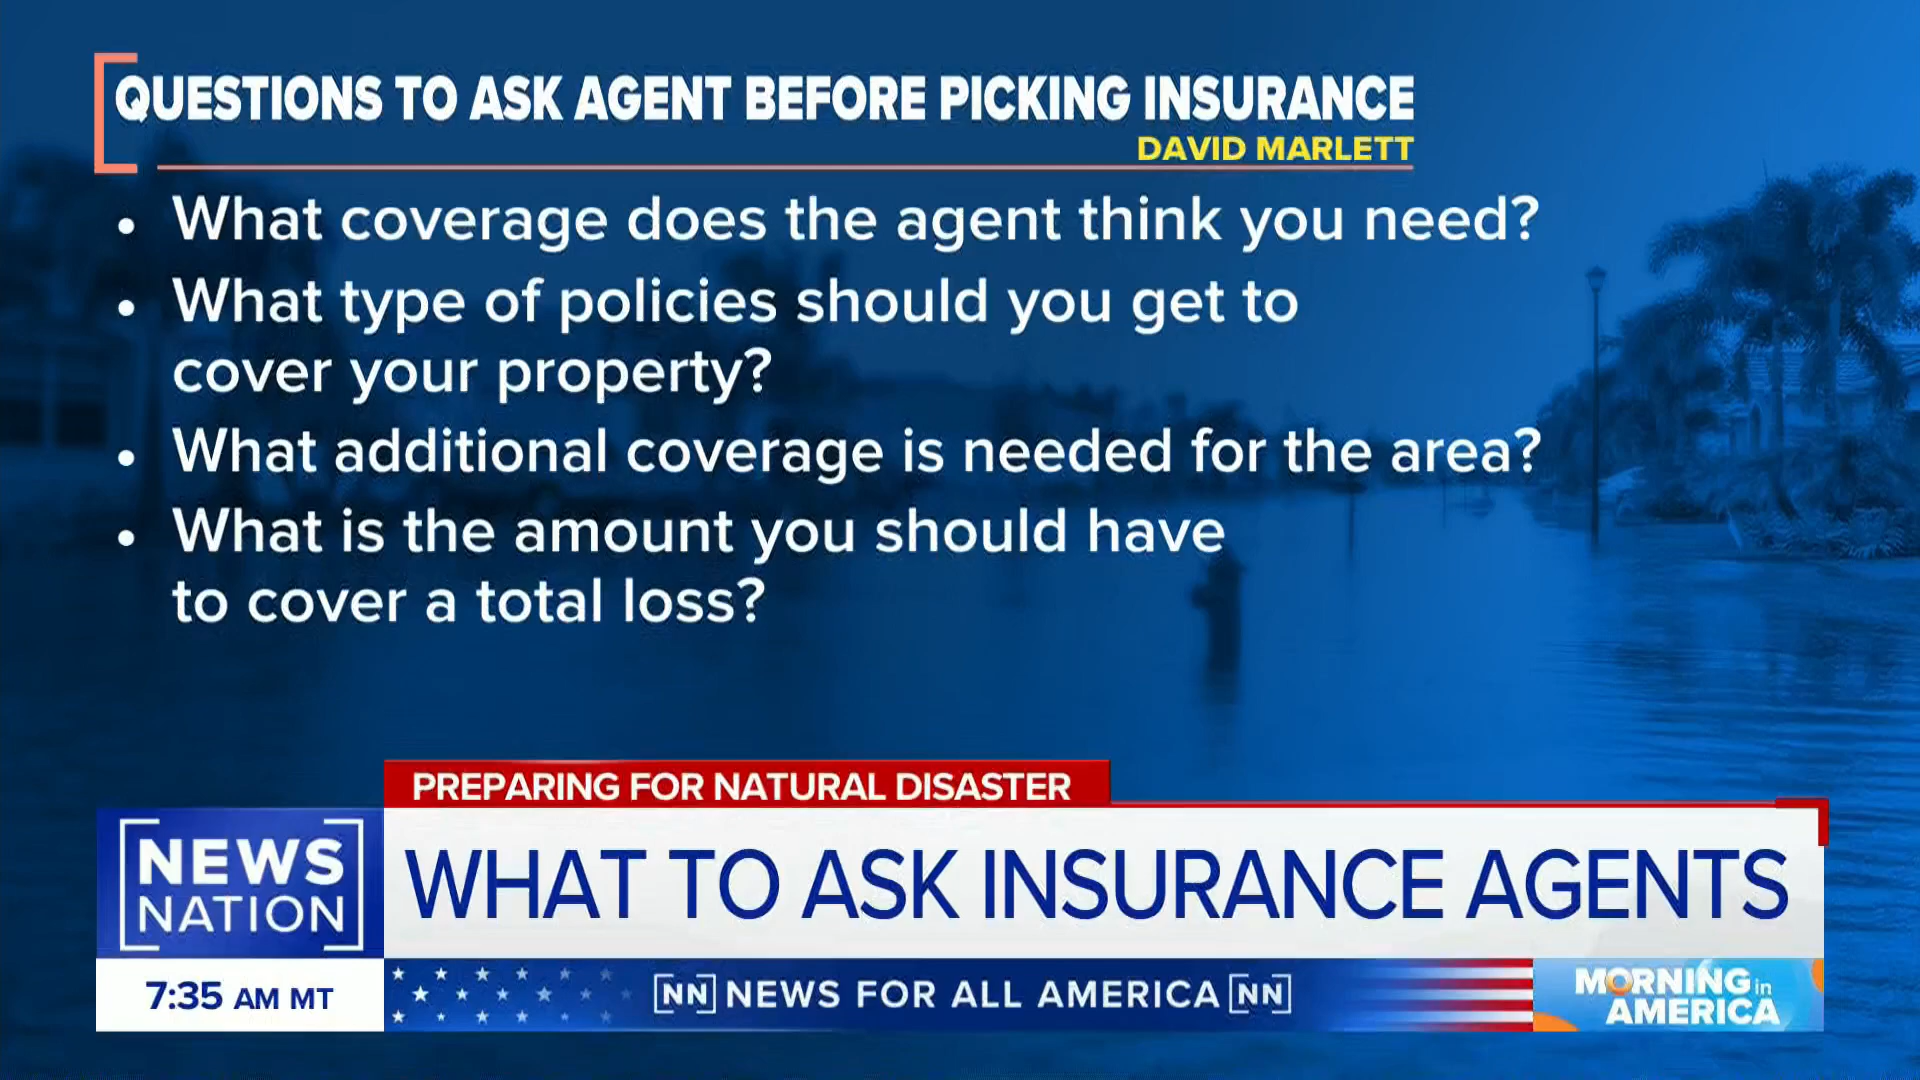 QUESTIONS TO ASK AGENT BEFORE PICKING INSURANCE
DAVID MARLETT
• What coverage does the agent think you need?
• What type of policies should you get to
cover your property?
• What additional coverage is needed for the area?
• What is the amount you should have
to cover a total loss?
PREPARING FOR NATURAL DISASTER
NEWS
NATION
WHAT TO ASK INSURANCE AGENTS
7:35 AM MT
NN NEWS FOR ALL AMERICA NN
MORNING in
AMERICA